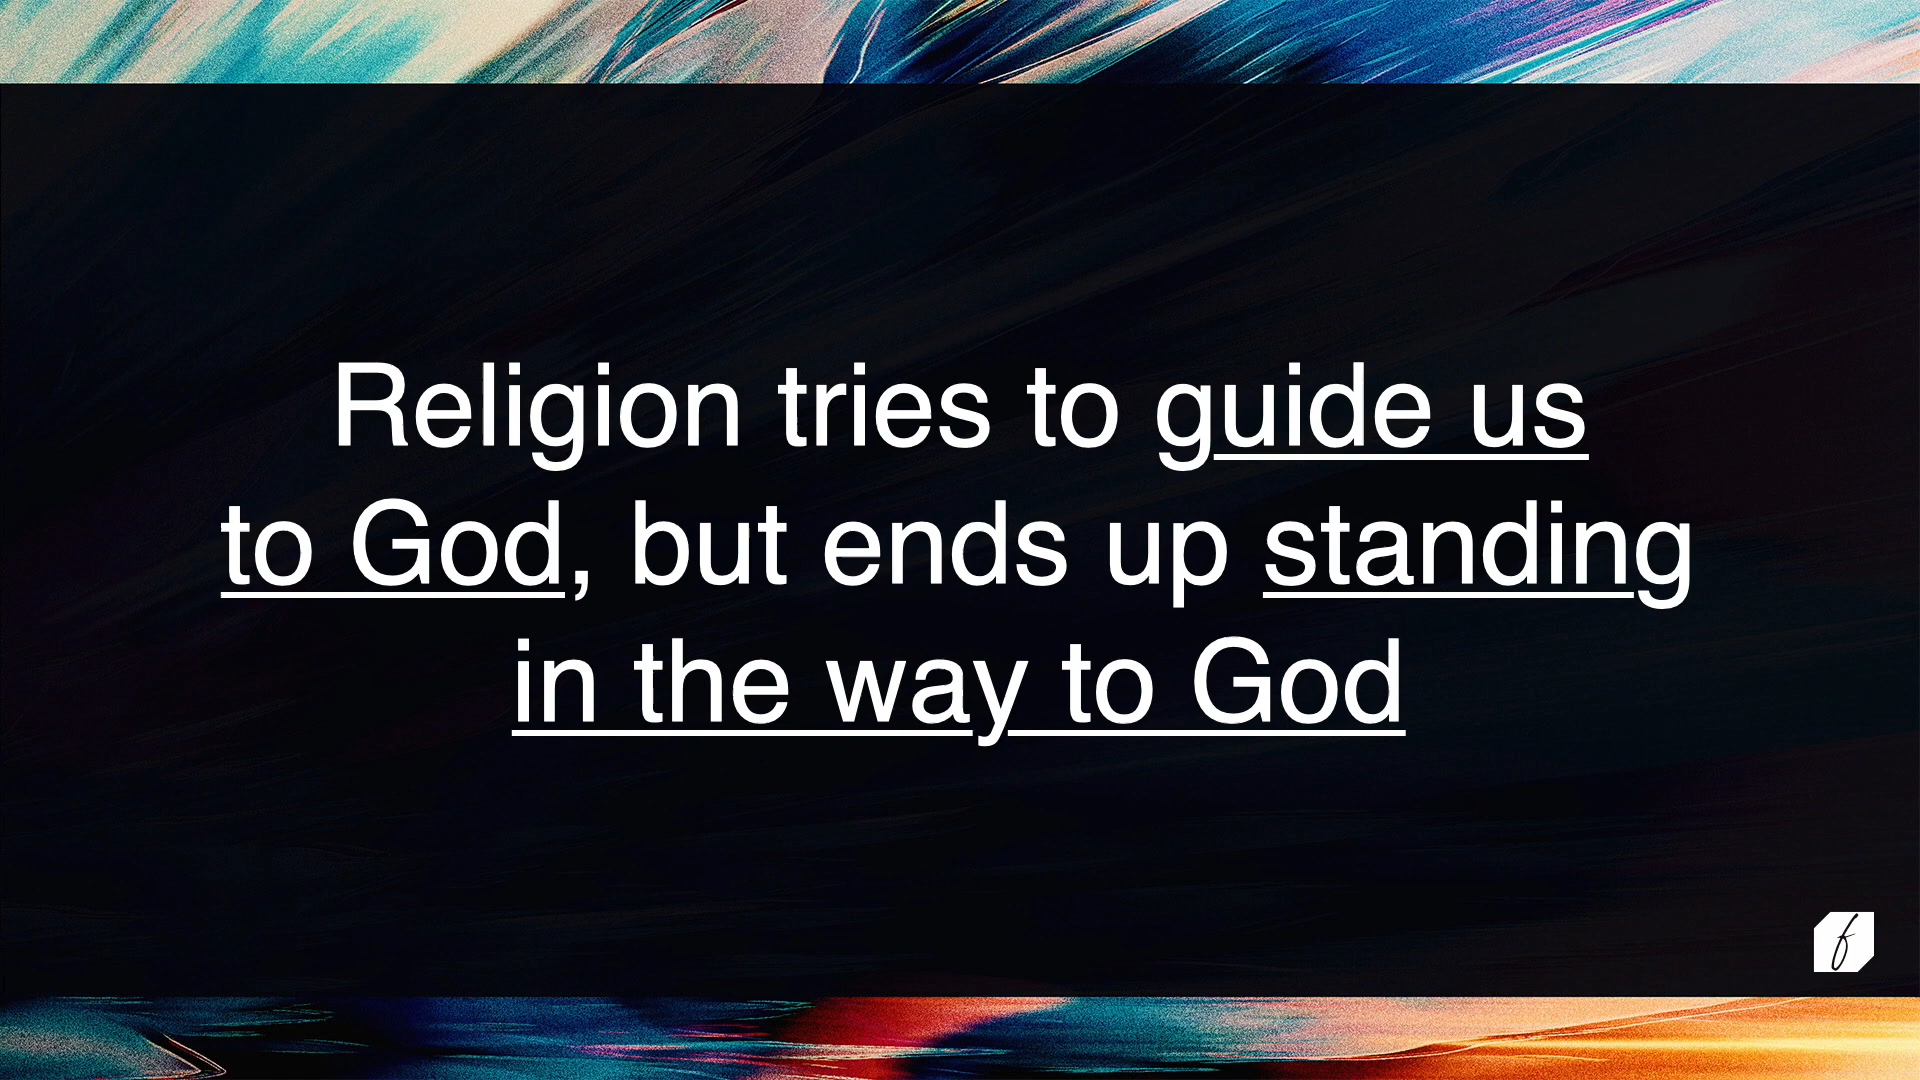 Religion tries to guide us
to God, but ends up standing
in the way to God
f